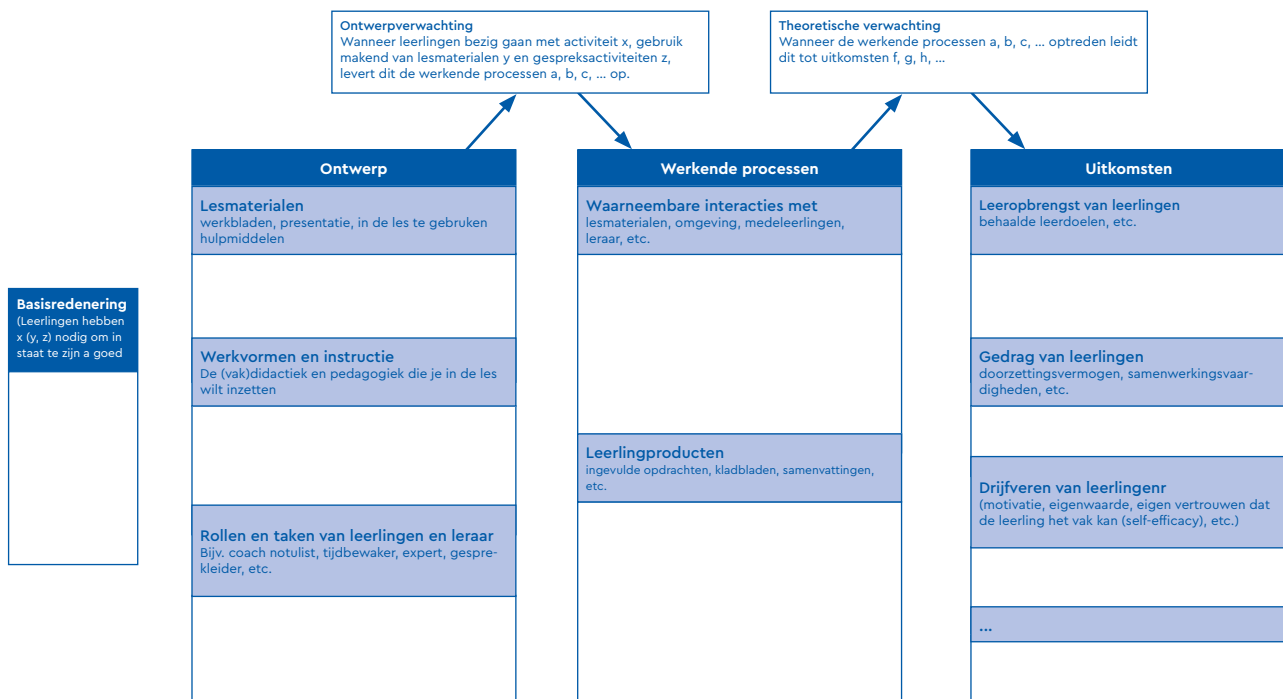 Ontwerpverwachting
Wanneer leerlingen bezig gaan met activiteit x, gebruik
makend van lesmaterialen y en gespreksactiviteiten z,
levert dit de werkende processen a, b, c, ... op.
Theoretische verwachting
Wanneer de werkende processen a, b, c, ... optreden leidt
dit tot uitkomsten f, g, h, ...
Basisredenering
(Leerlingen hebben
x (y, z) nodig om in
staat te zijn a goed
Ontwerp
Lesmaterialen
werkbladen, presentatie, in de les te gebruken
hulpmiddelen
Werkvormen en instructie
De (vak)didactiek en pedagogiek die je in de les
wilt inzetten
Rollen en taken van leerlingen en leraar
Bijv. coach notulist, tijdbewaker, expert, gespre-
kleider, etc.
Werkende processen
Waarneembare interacties met
lesmaterialen, omgeving, medeleerlingen,
leraar, etc.
Leerlingproducten
ingevulde opdrachten, kladbladen, samenvattingen,
etc.
Uitkomsten
Leeropbrengst van leerlingen
behaalde leerdoelen, etc.
Gedrag van leerlingen
doorzettingsvermogen, samenwerkingsvaar-
digheden, etc.
Drijfveren van leerlingenr
(motivatie, eigenwaarde, eigen vertrouwen dat
de leerling het vak kan (self-efficacy), etc.)
...